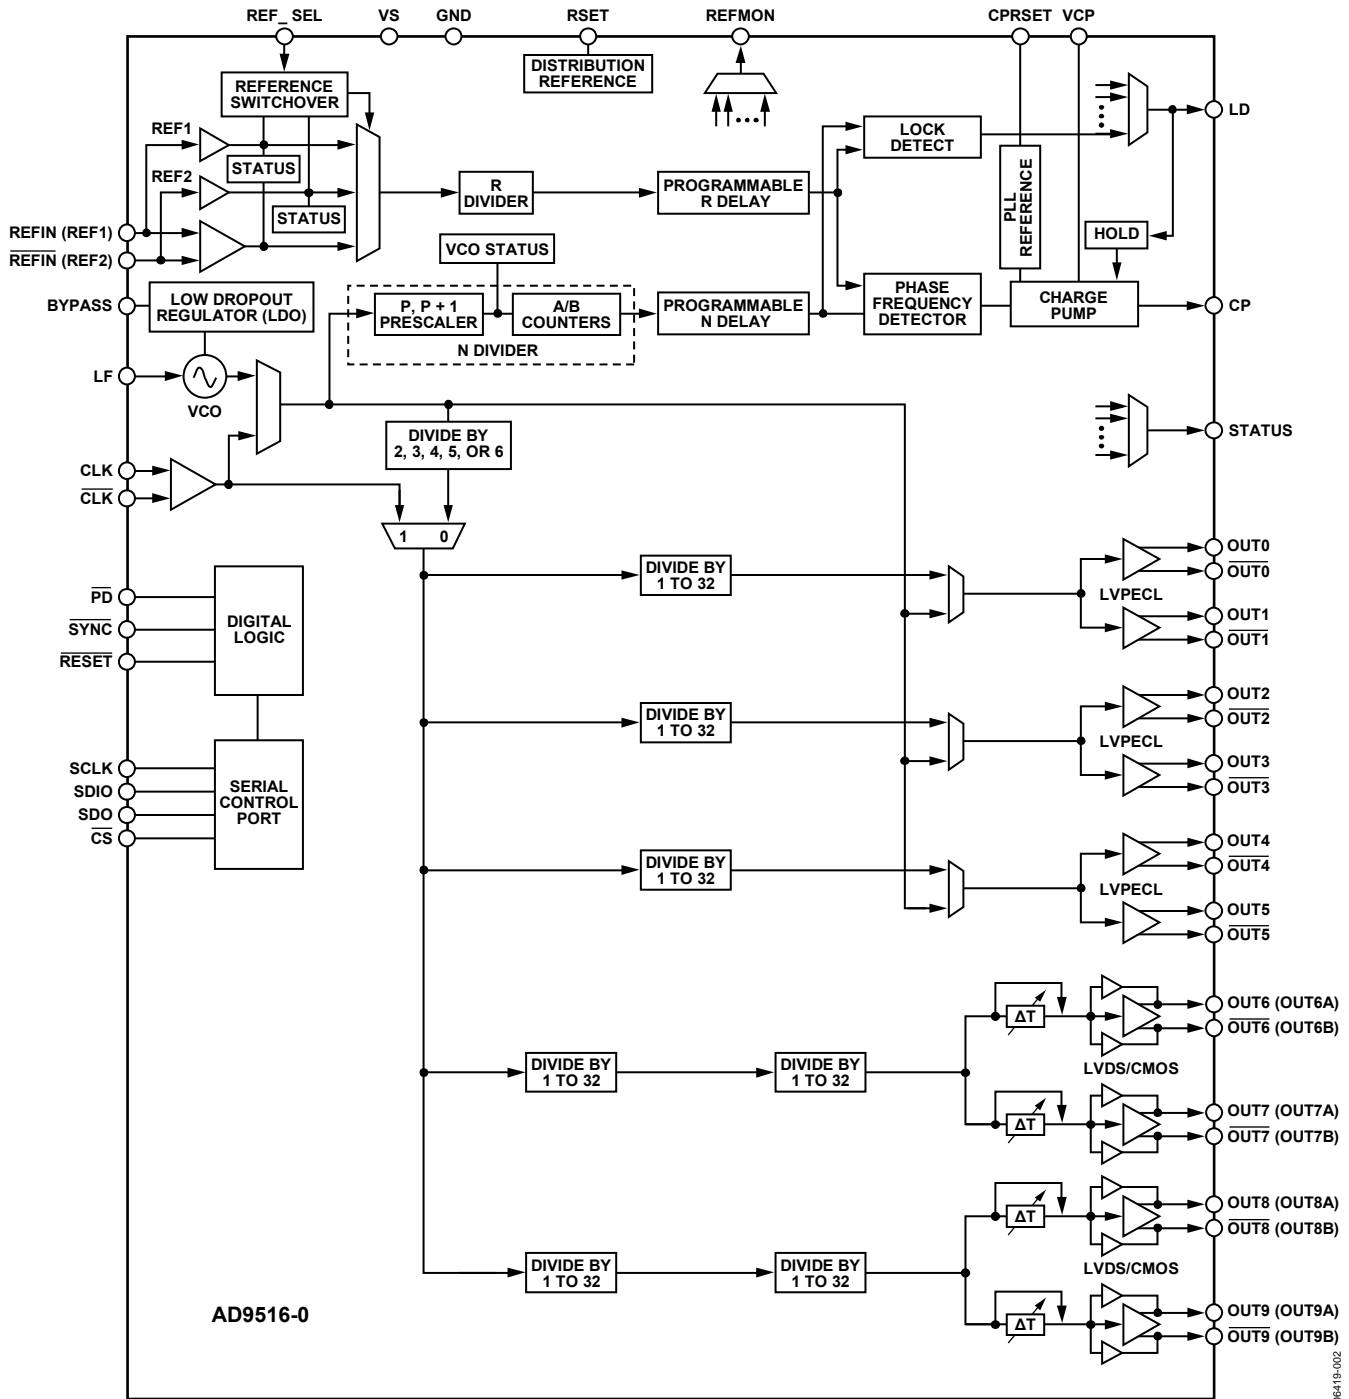 REF_ SEL
VS
GND
RSET
REFMON
CPRSET
VCP
DISTRIBUTION
REFERENCE
REFERENCE
SWITCHOVER
REF1
STATUS
REF2
STATUS
REFIN (REF1)
REFIN (REF2)
BYPASS
LF
CLK
CLK
R
DIVIDER
PROGRAMMABLE
R DELAY
LOCK
DETECT
PLL
REFERENCE
HOLD
LD
VCO STATUS
LOW DROPOUT
REGULATOR (LDO)
P, P + 1
PRESCALER
A/B
COUNTERS
N DIVIDER
PROGRAMMABLE
N DELAY
PHASE
FREQUENCY
DETECTOR
CHARGE
PUMP
CP
VCO
DIVIDE BY
2, 3, 4, 5, OR 6
STATUS
1 0
PD
SYNC
RESET
DIGITAL
LOGIC
SCLK
SDIO
SDO
CS
SERIAL
CONTROL
PORT
DIVIDE BY
1 TO 32
LVPECL
OUT0
OUT0
OUT1
OUT1
DIVIDE BY
1 TO 32
LVPECL
OUT2
OUT2
OUT3
OUT3
DIVIDE BY
1 TO 32
LVPECL
OUT4
OUT4
OUT5
OUT5
DIVIDE BY
1 TO 32
DIVIDE BY
1 TO 32
ΔT
ΔT
LVDS/CMOS
OUT6 (OUT6A)
OUT6 (OUT6B)
OUT7 (OUT7A)
OUT7 (OUT7B)
DIVIDE BY
1 TO 32
DIVIDE BY
1 TO 32
ΔT
ΔT
LVDS/CMOS
OUT8 (OUT8A)
OUT8 (OUT8B)
OUT9 (OUT9A)
OUT9 (OUT9B)
AD9516-0
06419-002